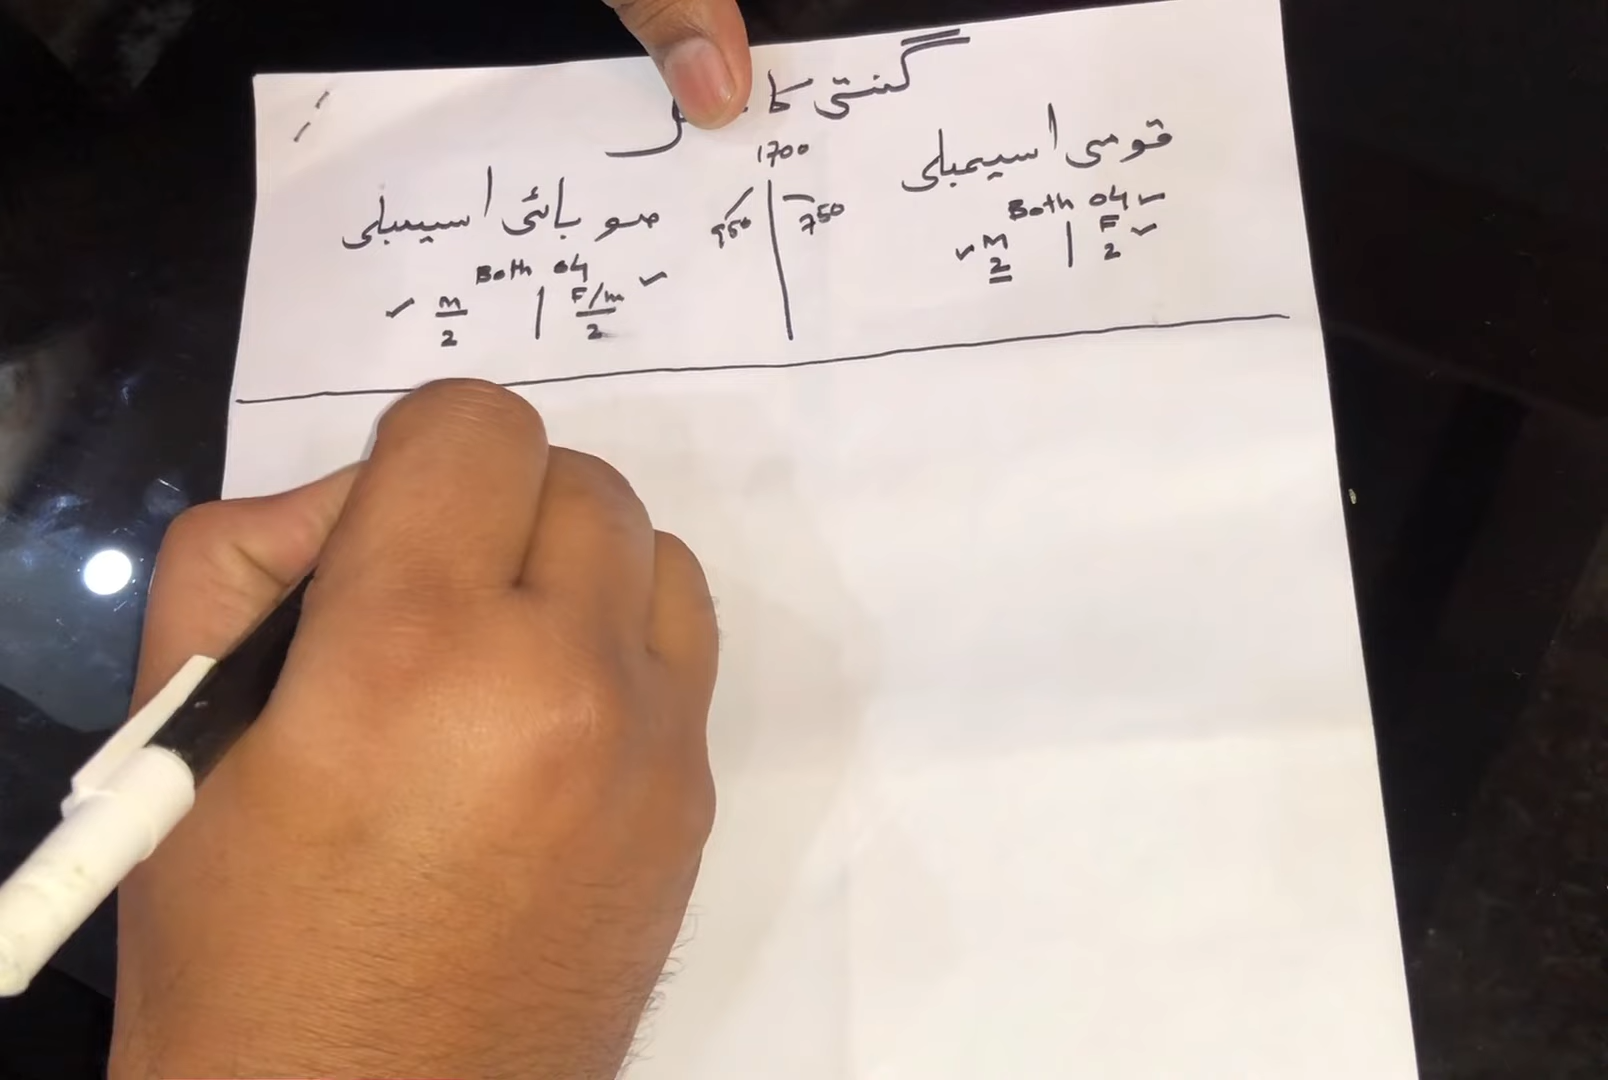 گنتی کا
1700
قومی اسیمبلی
Both 04 ✓
✓ M/2 | F/2 ✓
950 | 750
صوبائی اسیمبلی
Both 04
✓ M/2 | F/m/2 ✓